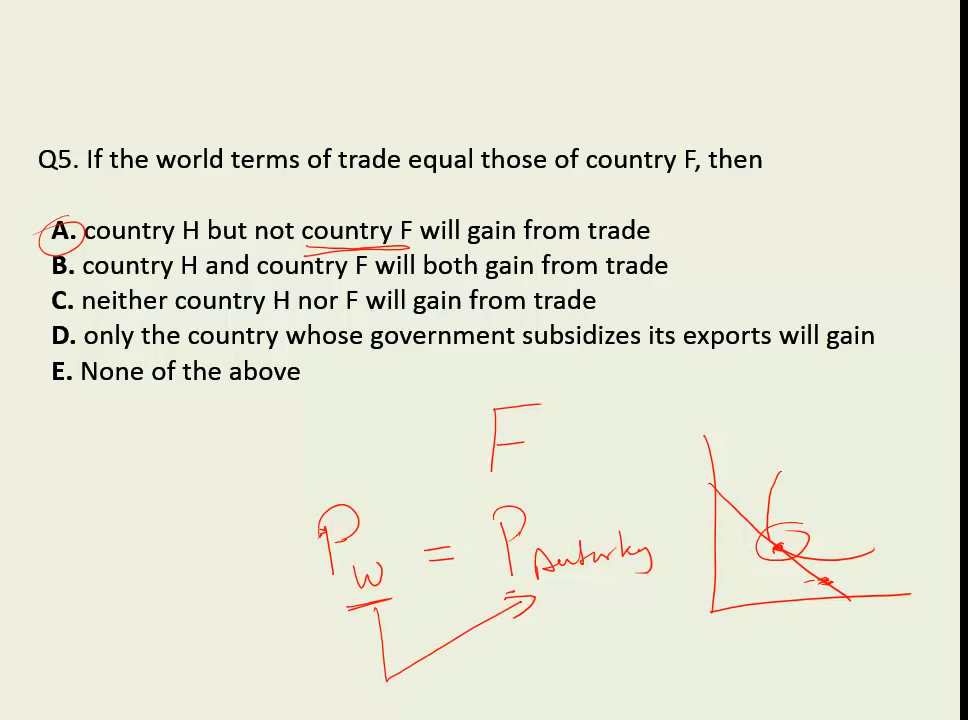 Q5. If the world terms of trade equal those of country F, then
A. country H but not country F will gain from trade
B. country H and country F will both gain from trade
C. neither country H nor F will gain from trade
D. only the country whose government subsidizes its exports will gain
E. None of the above
F
P w = P Autarky